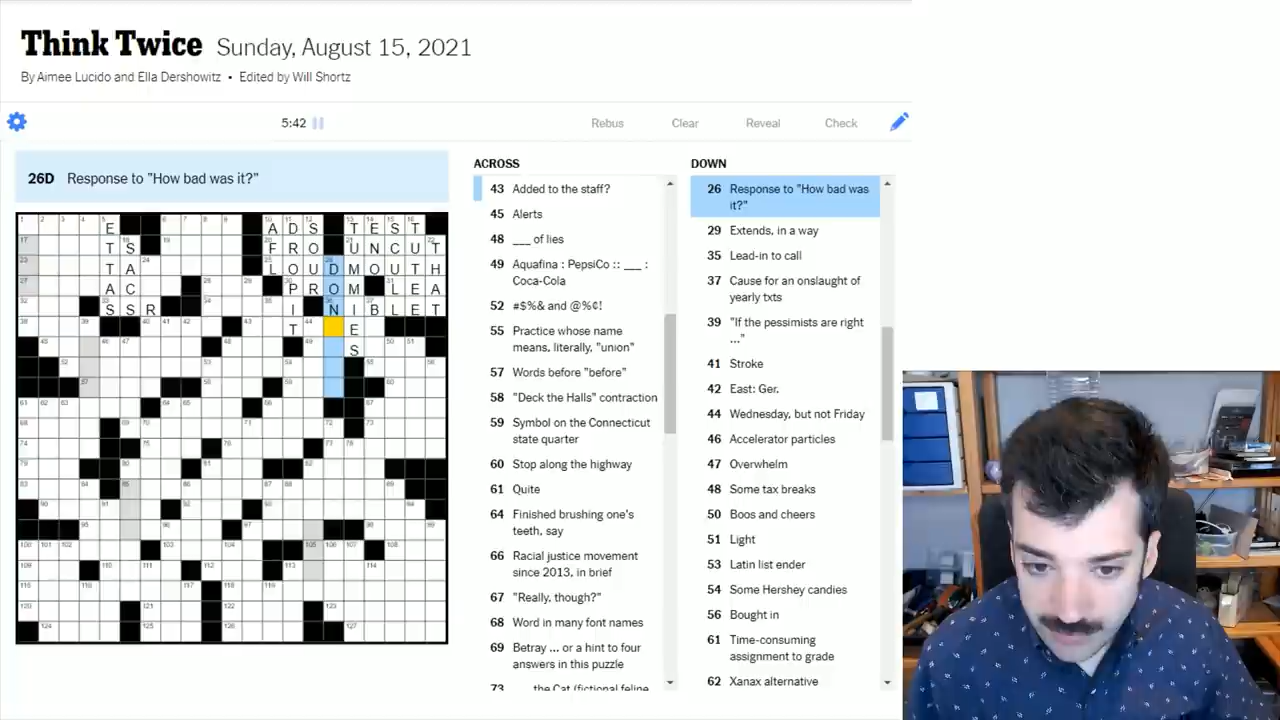 Think Twice Sunday, August 15, 2021
By Aimee Lucido and Ella Dershowitz • Edited by Will Shortz
5:42
Rebus
Clear
Reveal
Check
26D Response to "How bad was it?"
ACROSS
43 Added to the staff?
45 Alerts
48 ___ of lies
49 Aquafina : PepsiCo :: ___ :
Coca-Cola
52 #$%& and @%¢!
55 Practice whose name
means, literally, "union"
57 Words before "before"
58 "Deck the Halls" contraction
59 Symbol on the Connecticut
state quarter
60 Stop along the highway
61 Quite
64 Finished brushing one's
teeth, say
66 Racial justice movement
since 2013, in brief
67 "Really, though?"
68 Word in many font names
69 Betray ... or a hint to four
answers in this puzzle
73 ___ the Cat (fictional feline
DOWN
26 Response to "How bad was
it?"
29 Extends, in a way
35 Lead-in to call
37 Cause for an onslaught of
yearly txts
39 "If the pessimists are right
..."
41 Stroke
42 East: Ger.
44 Wednesday, but not Friday
46 Accelerator particles
47 Overwhelm
48 Some tax breaks
50 Boos and cheers
51 Light
53 Latin list ender
54 Some Hershey candies
56 Bought in
61 Time-consuming
assignment to grade
62 Xanax alternative
E A D S T E S T
T S F R O U N C U T
T A L O U D M O U T H
A C P O M L E A
S S R I N I B L E T
T E
S